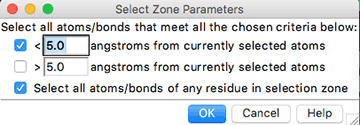 Select Zone Parameters
Select all atoms/bonds that meet all the chosen criteria below:
< 5.0 angstroms from currently selected atoms
> 5.0 angstroms from currently selected atoms
Select all atoms/bonds of any residue in selection zone
OK Cancel Help